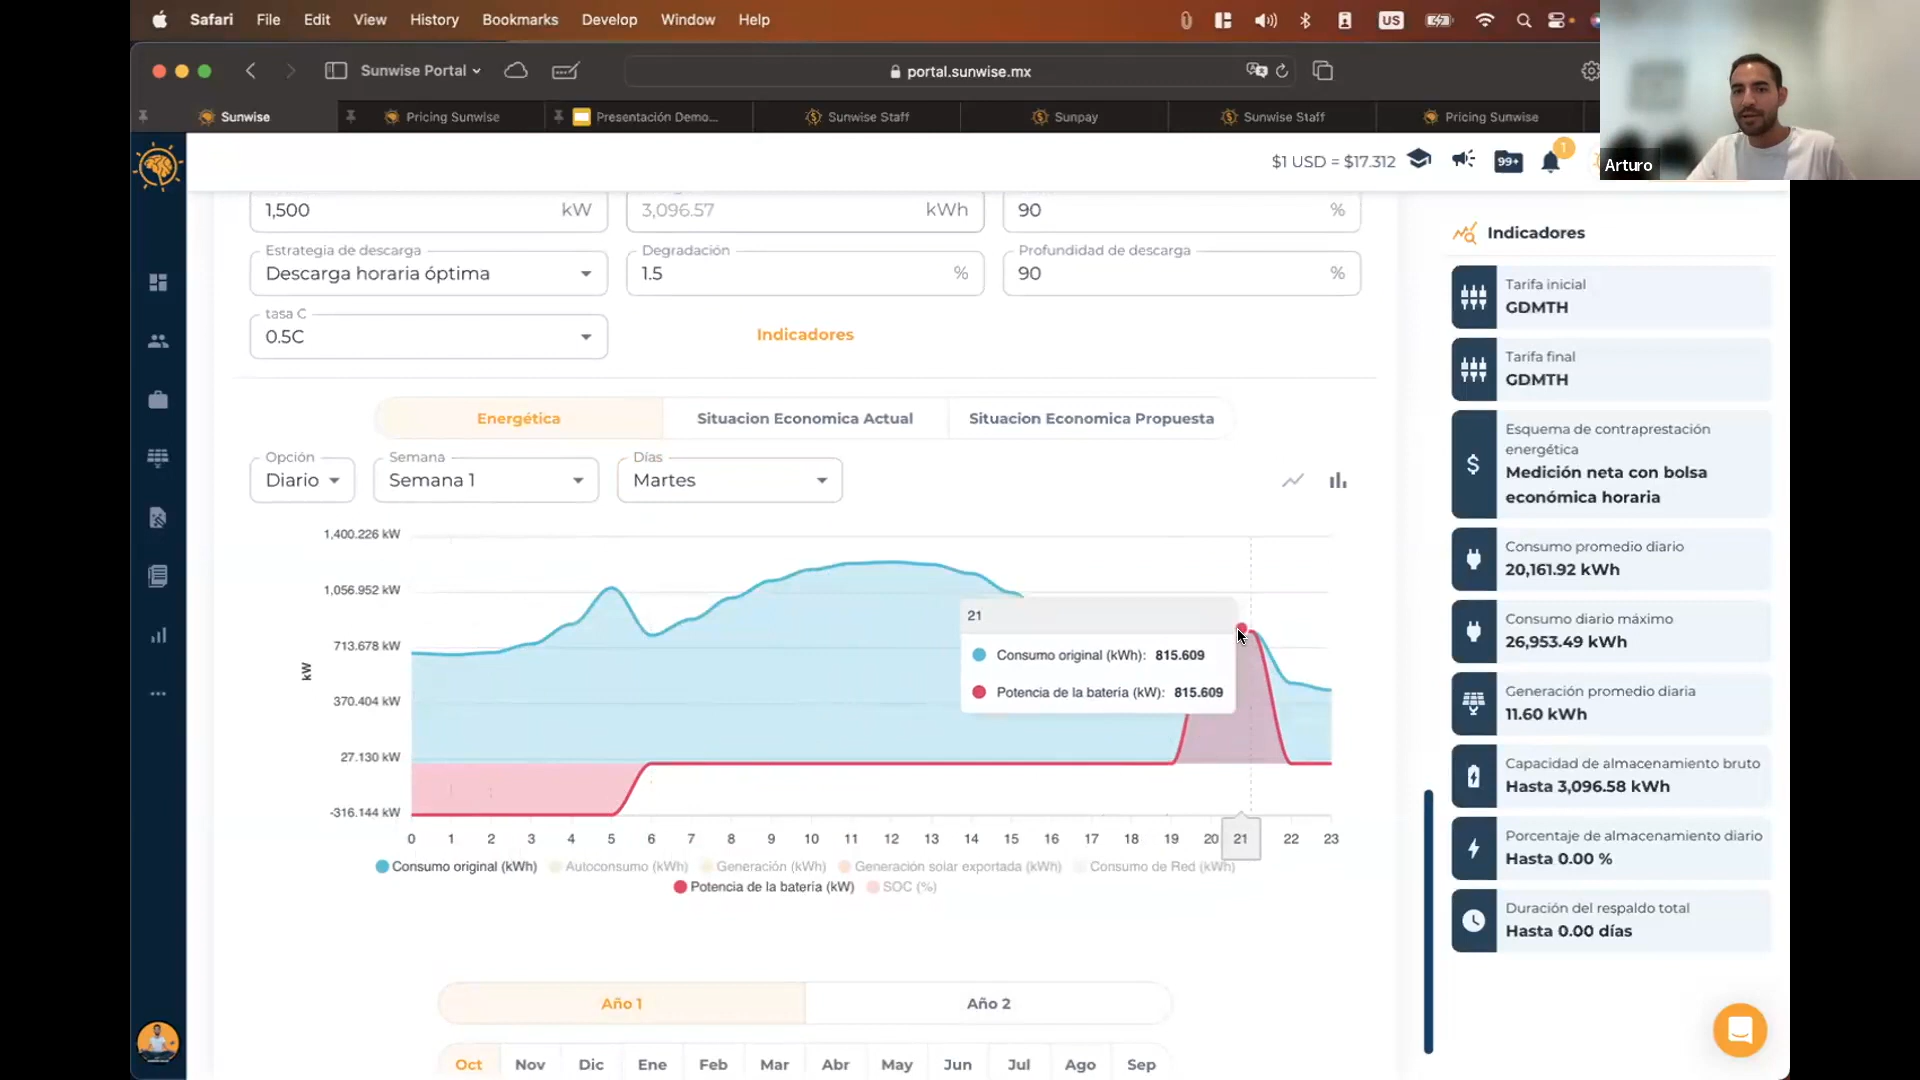 Safari File Edit View History Bookmarks Develop Window Help US
Sunwise Portal portal.sunwise.mx
Sunwise Pricing Sunwise Presentación Demo... Sunwise Staff Sunpay Sunwise Staff Pricing Sunwise
Arturo
$1 USD = $17.312 99+ 1
1,500 kW 3,096.57 kWh 90 %
Estrategia de descarga Degradación Profundidad de descarga
Descarga horaria óptima 1.5 % 90 %
tasa C
0.5C
Indicadores
Energética Situacion Economica Actual Situacion Economica Propuesta
Opción Semana Días
Diario Semana 1 Martes
1,400.226 kW
1,056.952 kW
713.678 kW
370.404 kW
27.130 kW
-316.144 kW
kW
21
Consumo original (kWh): 815.609
Potencia de la batería (kW): 815.609
0 1 2 3 4 5 6 7 8 9 10 11 12 13 14 15 16 17 18 19 20 21 22 23
Consumo original (kWh) Autoconsumo (kWh) Generación (kWh) Generación solar exportada (kWh) Consumo de Red (kWh)
Potencia de la batería (kW) SOC (%)
Año 1 Año 2
Oct Nov Dic Ene Feb Mar Abr May Jun Jul Ago Sep
Indicadores
Tarifa inicial
GDMTH
Tarifa final
GDMTH
Esquema de contraprestación
energética
Medición neta con bolsa
económica horaria
Consumo promedio diario
20,161.92 kWh
Consumo diario máximo
26,953.49 kWh
Generación promedio diaria
11.60 kWh
Capacidad de almacenamiento bruto
Hasta 3,096.58 kWh
Porcentaje de almacenamiento diario
Hasta 0.00 %
Duración del respaldo total
Hasta 0.00 días